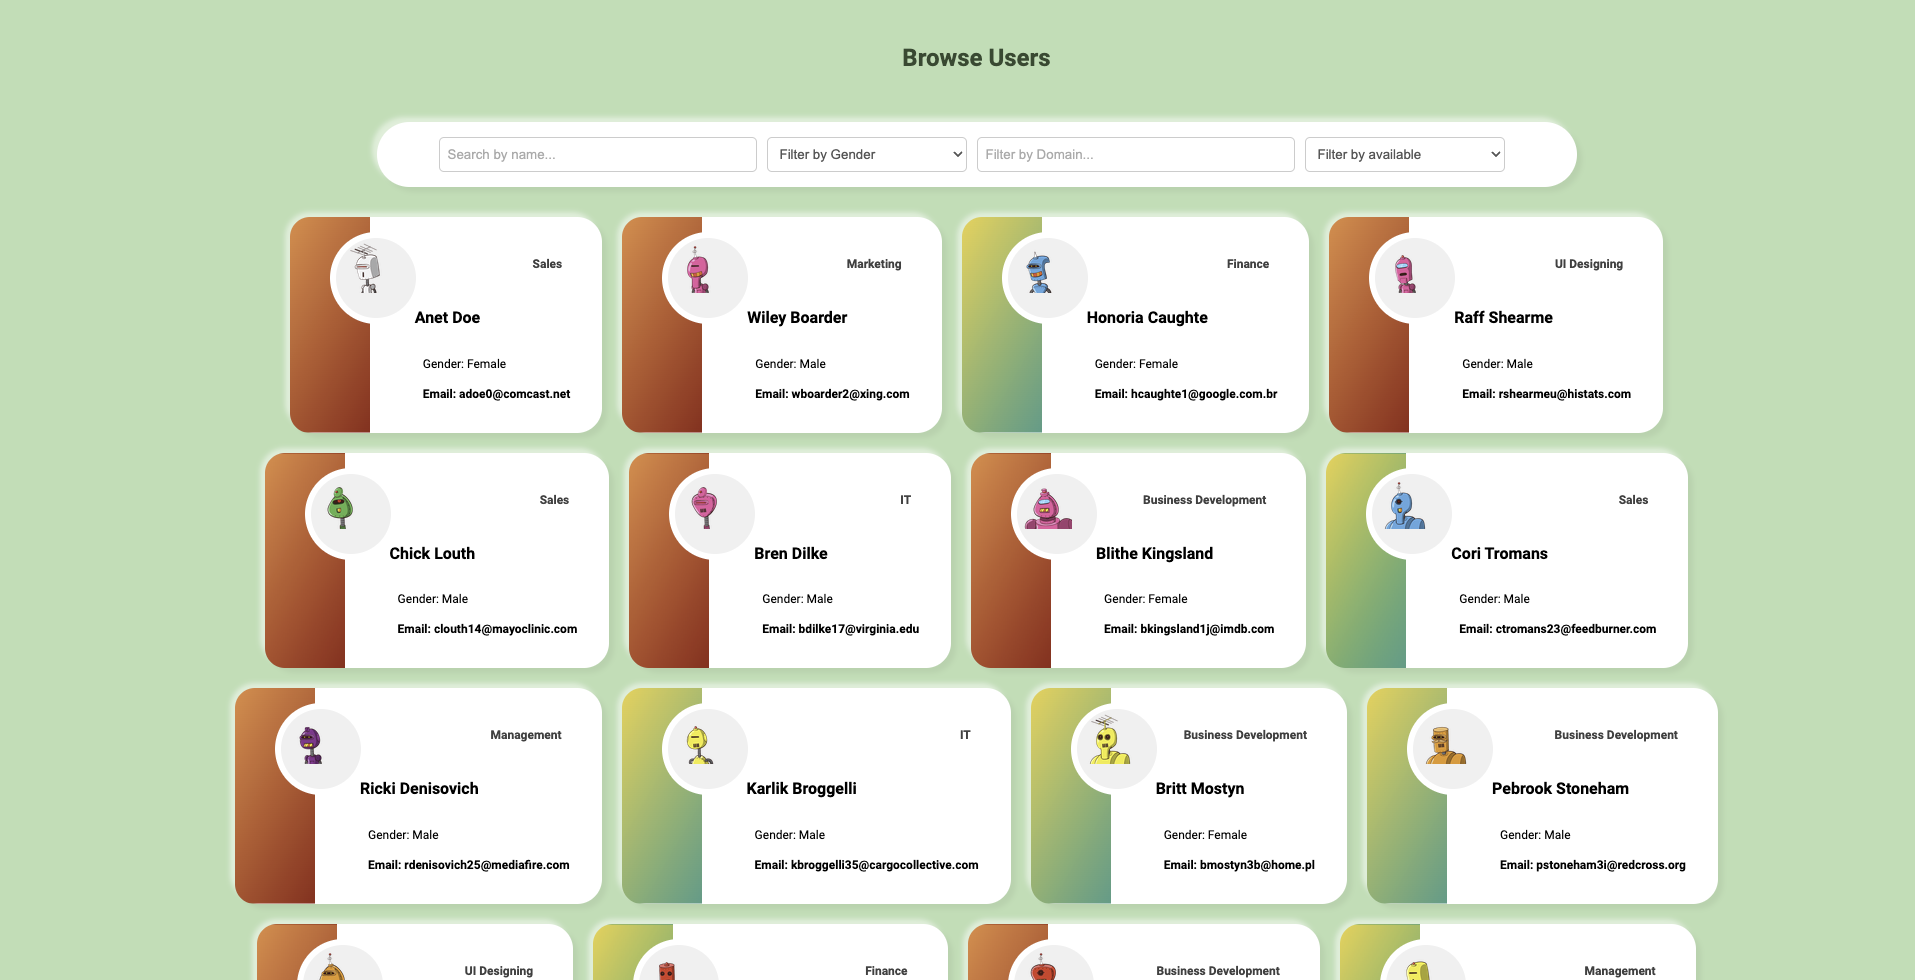 Browse Users
Search by name...
Filter by Gender
Filter by Domain...
Filter by available
Sales
Anet Doe
Gender: Female
Email: adoe0@comcast.net
Marketing
Wiley Boarder
Gender: Male
Email: wboarder2@xing.com
Finance
Honoria Caughte
Gender: Female
Email: hcaughte1@google.com.br
UI Designing
Raff Shearme
Gender: Male
Email: rshearmeu@histats.com
Sales
Chick Louth
Gender: Male
Email: clouth14@mayoclinic.com
IT
Bren Dilke
Gender: Male
Email: bdilke17@virginia.edu
Business Development
Blithe Kingsland
Gender: Female
Email: bkingsland1j@imdb.com
Sales
Cori Tromans
Gender: Male
Email: ctromans23@feedburner.com
Management
Ricki Denisovich
Gender: Male
Email: rdenisovich25@mediafire.com
IT
Karlik Broggelli
Gender: Male
Email: kbroggelli35@cargocollective.com
Business Development
Britt Mostyn
Gender: Female
Email: bmostyn3b@home.pl
Business Development
Pebrook Stoneham
Gender: Male
Email: pstoneham3i@redcross.org
UI Designing
Finance
Business Development
Management